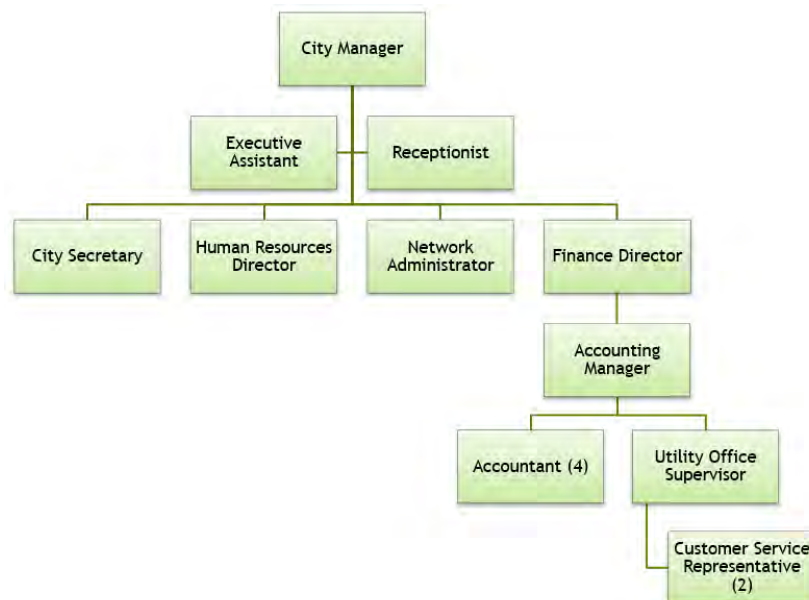 City Manager
Executive
Assistant
Receptionist
City Secretary
Human Resources
Director
Network
Administrator
Finance Director
Accounting
Manager
Accountant (4)
Utility Office
Supervisor
Customer Service
Representative
(2)